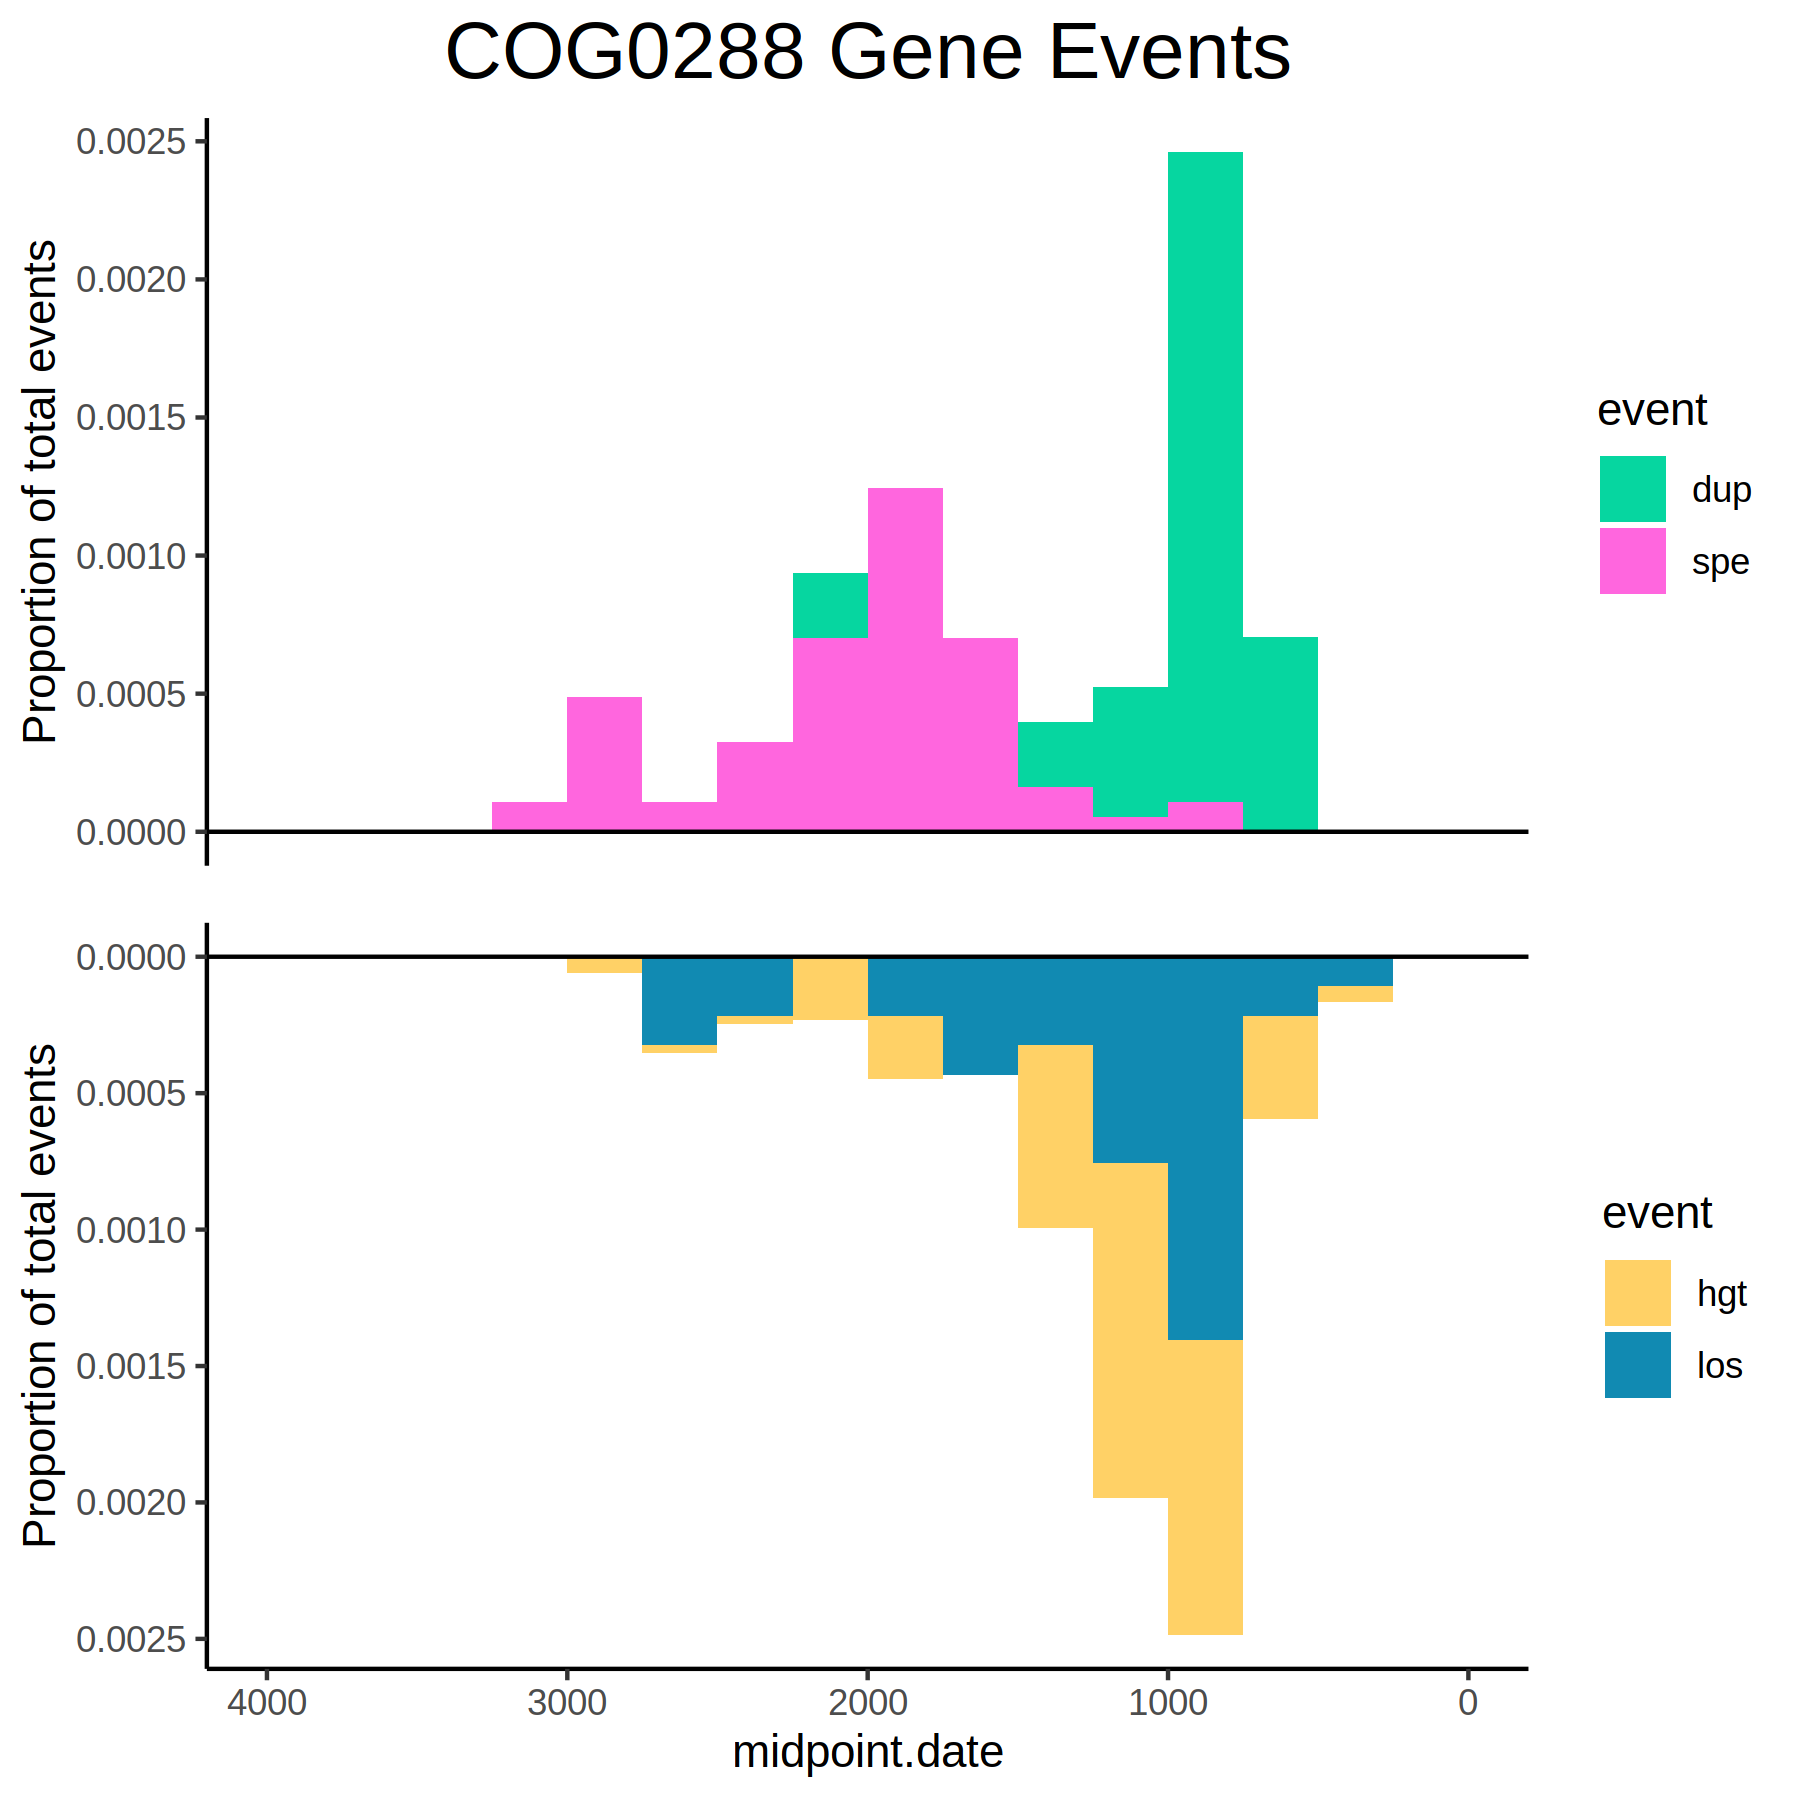 COG0288 Gene Events
Proportion of total events
0.0025
0.0020
0.0015
0.0010
0.0005
0.0000
event
dup
spe
Proportion of total events
0.0000
0.0005
0.0010
0.0015
0.0020
0.0025
event
hgt
los
4000 3000 2000 1000 0
midpoint.date